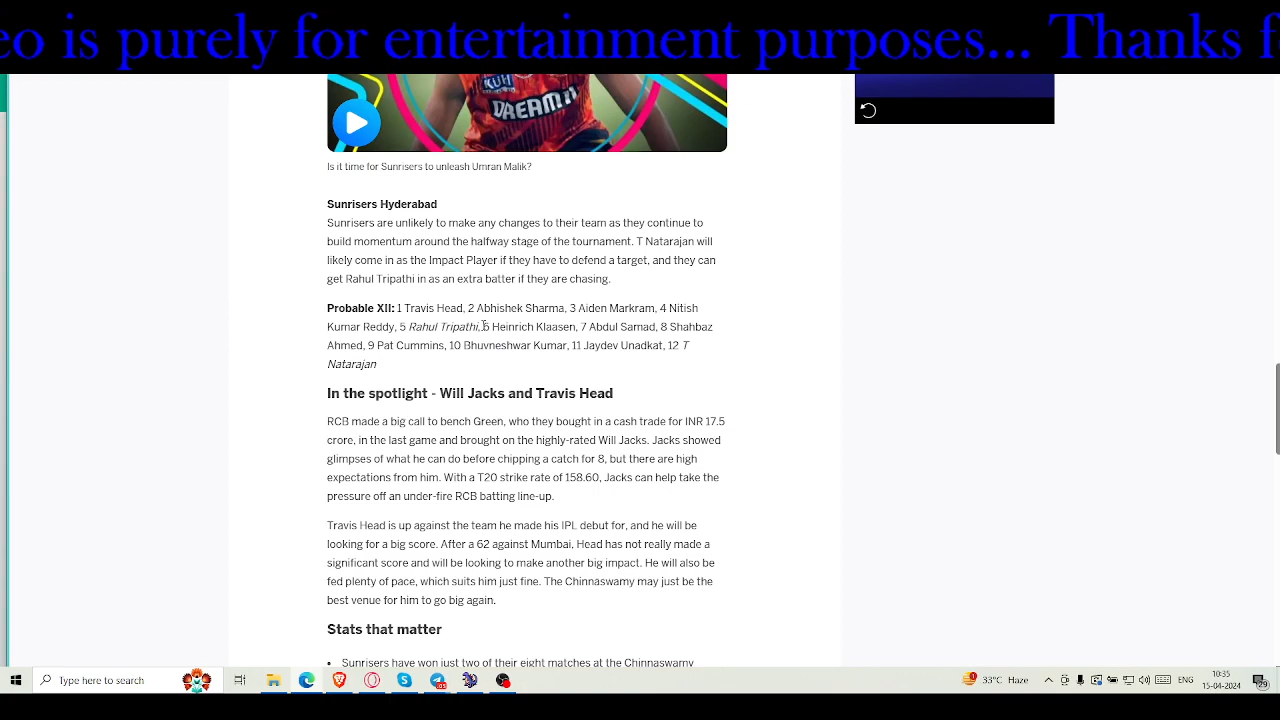 eo is purely for entertainment purposes... Thanks f
DREAM11
Is it time for Sunrisers to unleash Umran Malik?
Sunrisers Hyderabad
Sunrisers are unlikely to make any changes to their team as they continue to
build momentum around the halfway stage of the tournament. T Natarajan will
likely come in as the Impact Player if they have to defend a target, and they can
get Rahul Tripathi in as an extra batter if they are chasing.
Probable XII: 1 Travis Head, 2 Abhishek Sharma, 3 Aiden Markram, 4 Nitish
Kumar Reddy, 5 Rahul Tripathi, 6 Heinrich Klaasen, 7 Abdul Samad, 8 Shahbaz
Ahmed, 9 Pat Cummins, 10 Bhuvneshwar Kumar, 11 Jaydev Unadkat, 12 T
Natarajan
In the spotlight - Will Jacks and Travis Head
RCB made a big call to bench Green, who they bought in a cash trade for INR 17.5
crore, in the last game and brought on the highly-rated Will Jacks. Jacks showed
glimpses of what he can do before chipping a catch for 8, but there are high
expectations from him. With a T20 strike rate of 158.60, Jacks can help take the
pressure off an under-fire RCB batting line-up.
Travis Head is up against the team he made his IPL debut for, and he will be
looking for a big score. After a 62 against Mumbai, Head has not really made a
significant score and will be looking to make another big impact. He will also be
fed plenty of pace, which suits him just fine. The Chinnaswamy may just be the
best venue for him to go big again.
Stats that matter
• Sunrisers have won just two of their eight matches at the Chinnaswamy
Type here to search
33°C Haze
ENG
10:35
15-04-2024